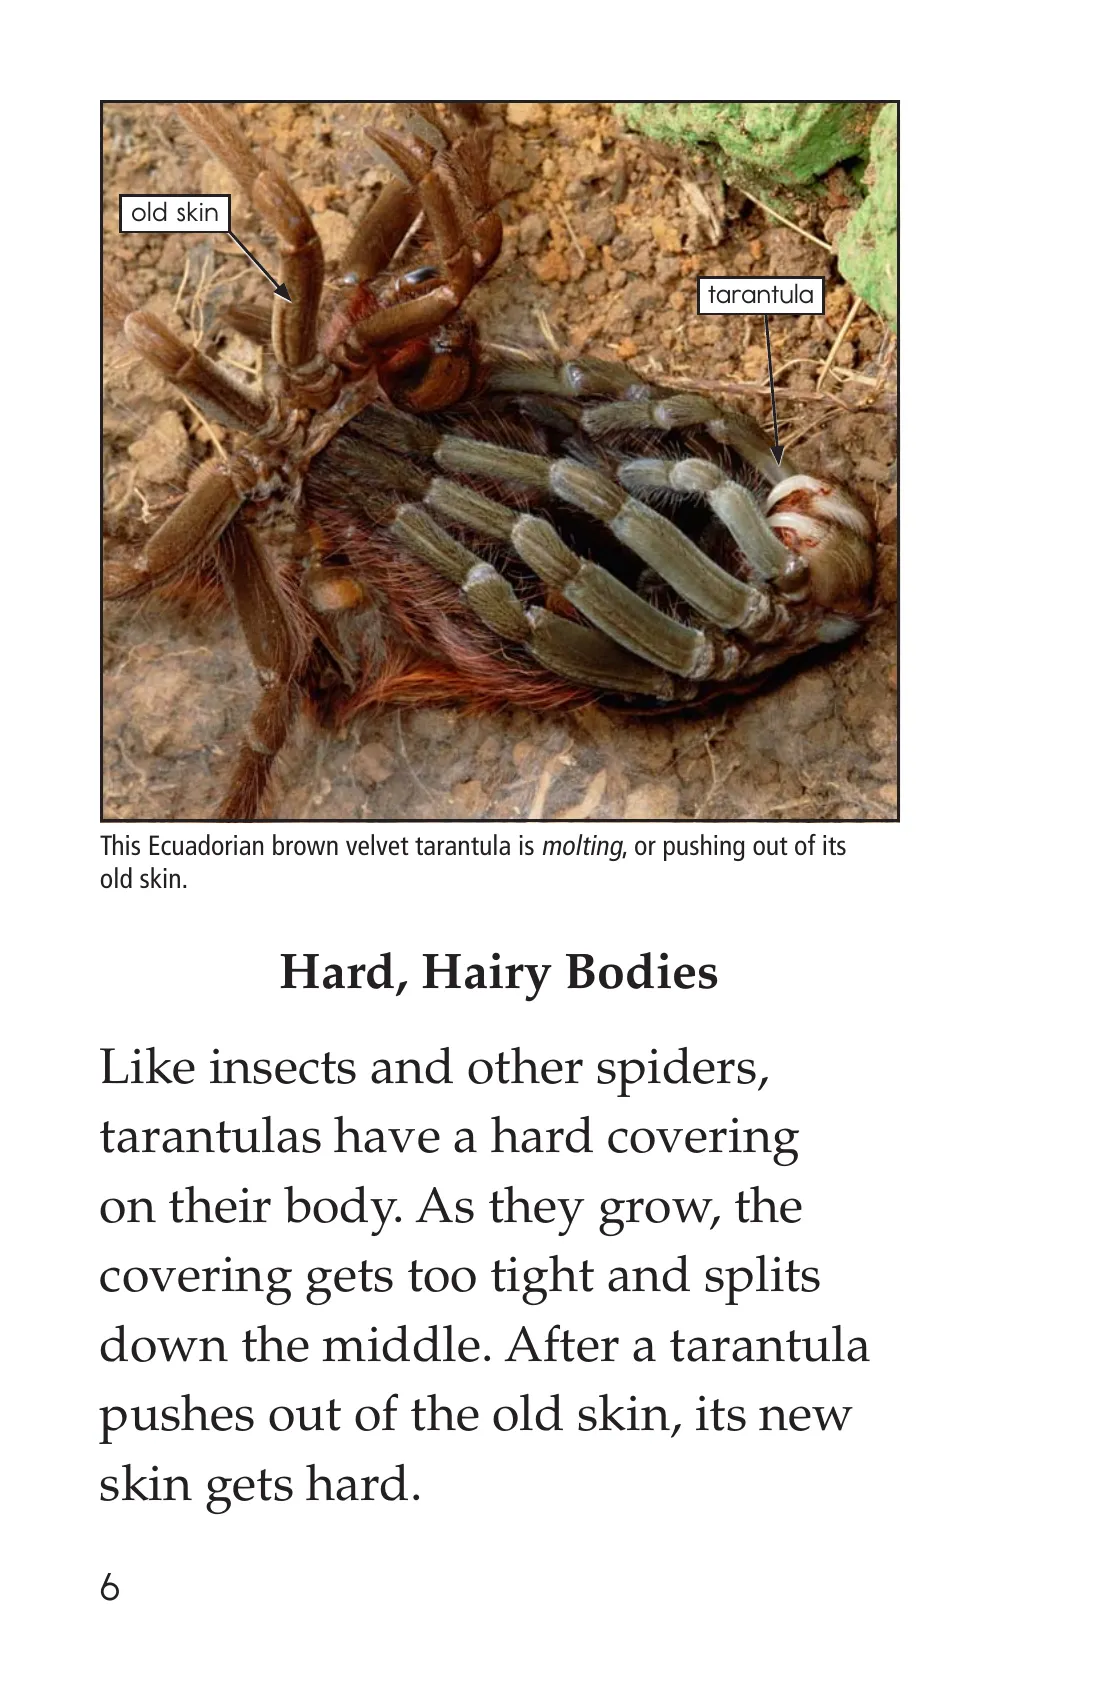 old skin
tarantula
This Ecuadorian brown velvet tarantula is molting, or pushing out of its
old skin.
Hard, Hairy Bodies
Like insects and other spiders,
tarantulas have a hard covering
on their body. As they grow, the
covering gets too tight and splits
down the middle. After a tarantula
pushes out of the old skin, its new
skin gets hard.
6